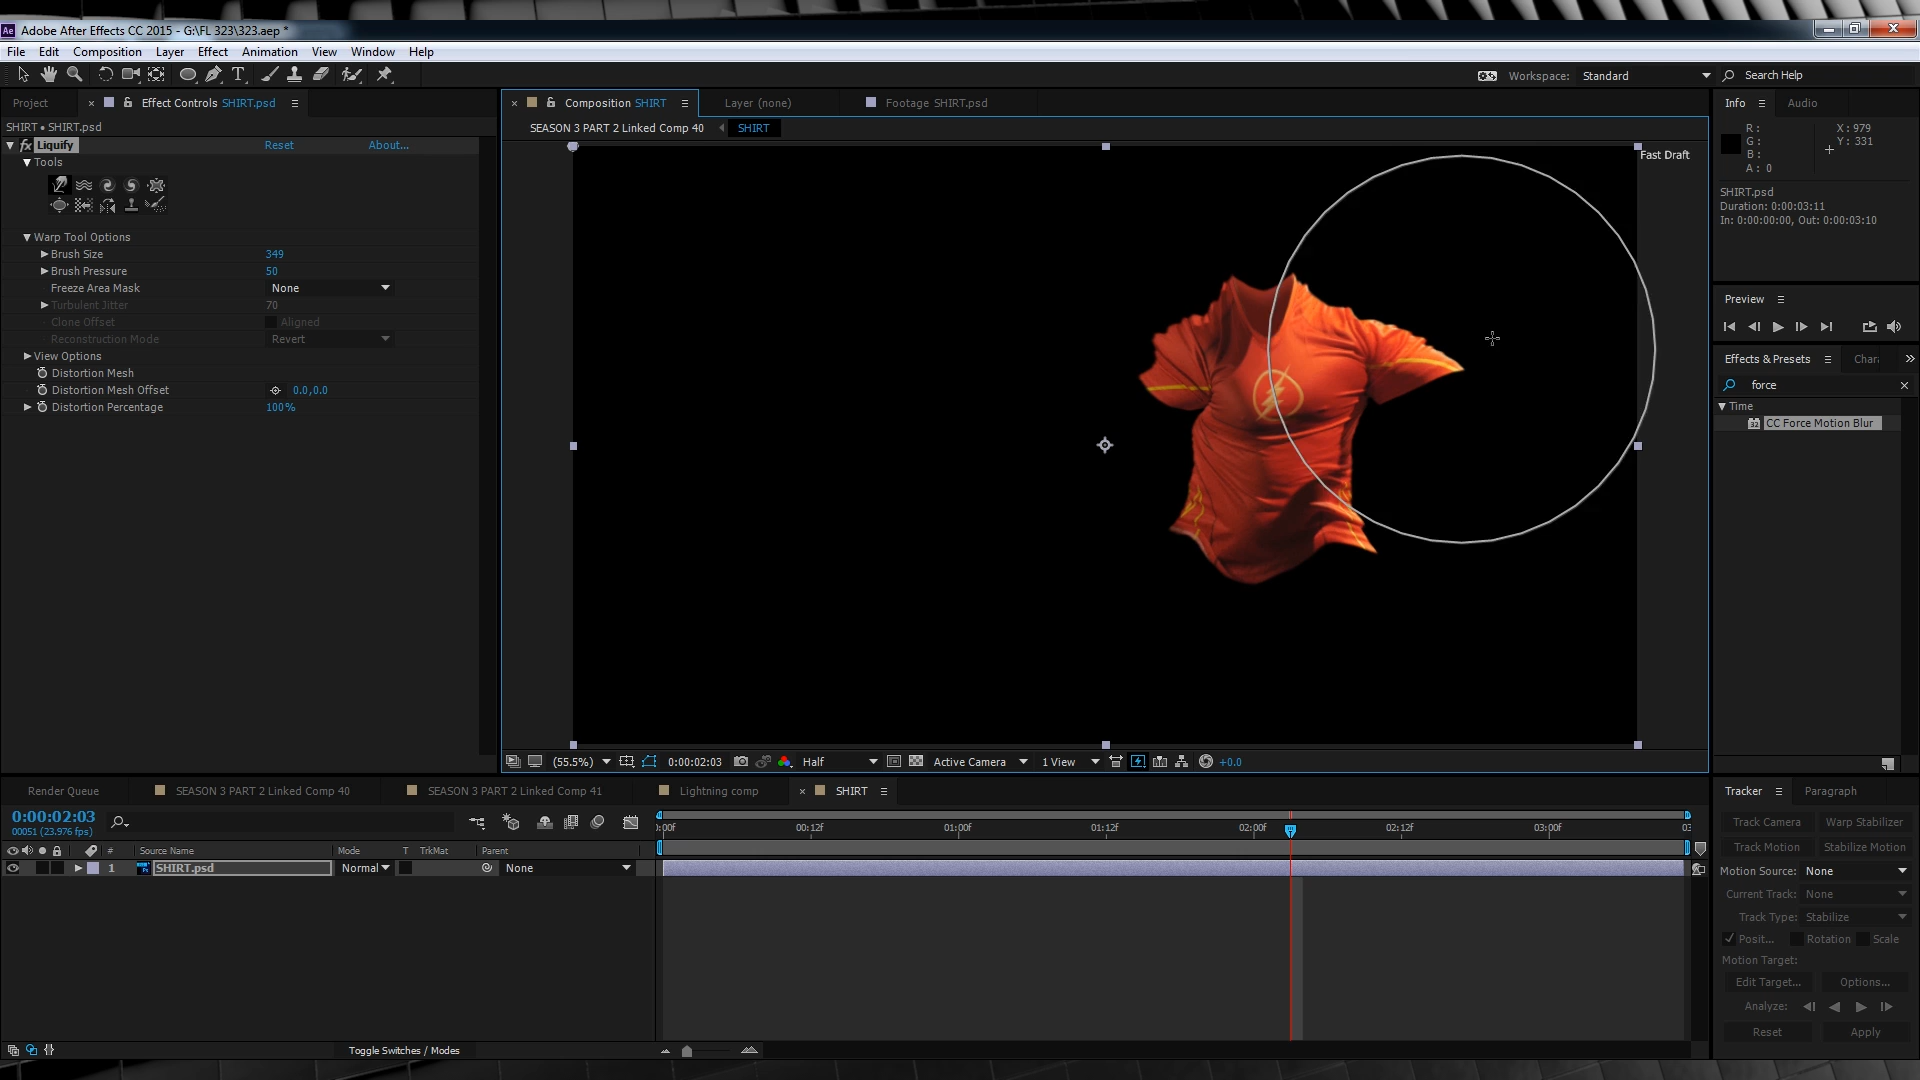 Ae Adobe After Effects CC 2015 - G:\FL 323\323.aep *
File Edit Composition Layer Effect Animation View Window Help
Workspace: Standard Search Help
Project
Effect Controls SHIRT.psd
SHIRT • SHIRT.psd
fx Liquify Reset About...
Tools
Warp Tool Options
Brush Size 349
Brush Pressure 50
Freeze Area Mask None
Turbulent Jitter 70
Clone Offset Aligned
Reconstruction Mode Revert
View Options
Distortion Mesh
Distortion Mesh Offset 0.0,0.0
Distortion Percentage 100%
Composition SHIRT
Layer (none)
Footage SHIRT.psd
SEASON 3 PART 2 Linked Comp 40 SHIRT
Fast Draft
(55.5%) 0:00:02:03 Half Active Camera 1 View +0.0
Info Audio
R :
G :
B :
A : 0
X : 979
Y : 331
SHIRT.psd
Duration: 0:00:03:11
In: 0:00:00:00, Out: 0:00:03:10
Preview
Effects & Presets
force
Time
32 CC Force Motion Blur
Render Queue SEASON 3 PART 2 Linked Comp 40 SEASON 3 PART 2 Linked Comp 41 Lightning comp SHIRT
0:00:02:03
00051 (23.976 fps)
# Source Name Mode T TrkMat Parent
1 SHIRT.psd Normal None
00f 00:12f 01:00f 01:12f 02:00f 02:12f 03:00f
Toggle Switches / Modes
Tracker Paragraph
Track Camera Warp Stabilizer
Track Motion Stabilize Motion
Motion Source: None
Current Track: None
Track Type: Stabilize
Posit... Rotation Scale
Motion Target:
Edit Target... Options...
Analyze:
Reset Apply